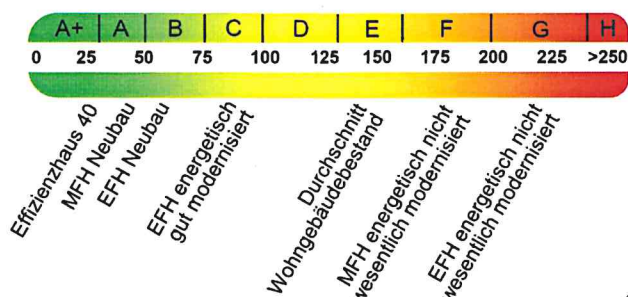 A+ A B C D E F G H
0 25 50 75 100 125 150 175 200 225 >250
Effizienzhaus 40
MFH Neubau
EFH Neubau
EFH energetisch
gut modernisiert
Durchschnitt
Wohngebäudebestand
MFH energetisch nicht
wesentlich modernisiert
EFH energetisch nicht
wesentlich modernisiert